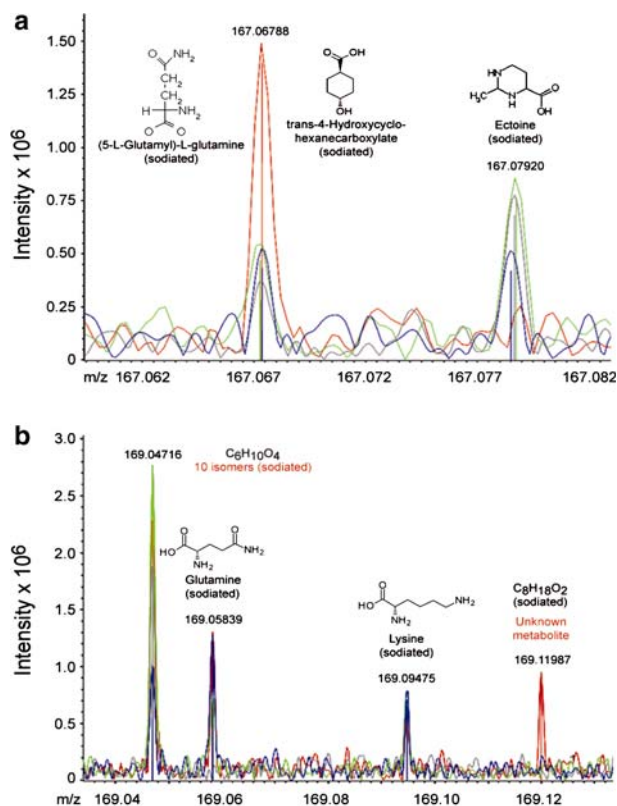 a
167.06788
1.50
1.25
1.00
0.75
0.50
0.25
0
Intensity x 10⁶
O NH₂
C
CH₂
CH₂
H—C—NH₂
O O
(5-L-Glutamyl)-L-glutamine
(sodiated)
O OH
OH
trans-4-Hydroxycyclo-
hexanecarboxylate
(sodiated)
HN
H₃C N H
O
OH
Ectoine
(sodiated)
167.07920
m/z 167.062 167.067 167.072 167.077 167.082
b
3.0
2.5
2.0
1.5
1.0
0.5
0
Intensity x 10⁶
169.04716
C₆H₁₀O₄
10 isomers (sodiated)
O O
HO NH₂
NH₂
Glutamine
(sodiated)
169.05839
O
HO NH₂
NH₂
Lysine
(sodiated)
169.09475
C₈H₁₈O₂
(sodiated)
Unknown
metabolite
169.11987
m/z 169.04 169.06 169.08 169.10 169.12